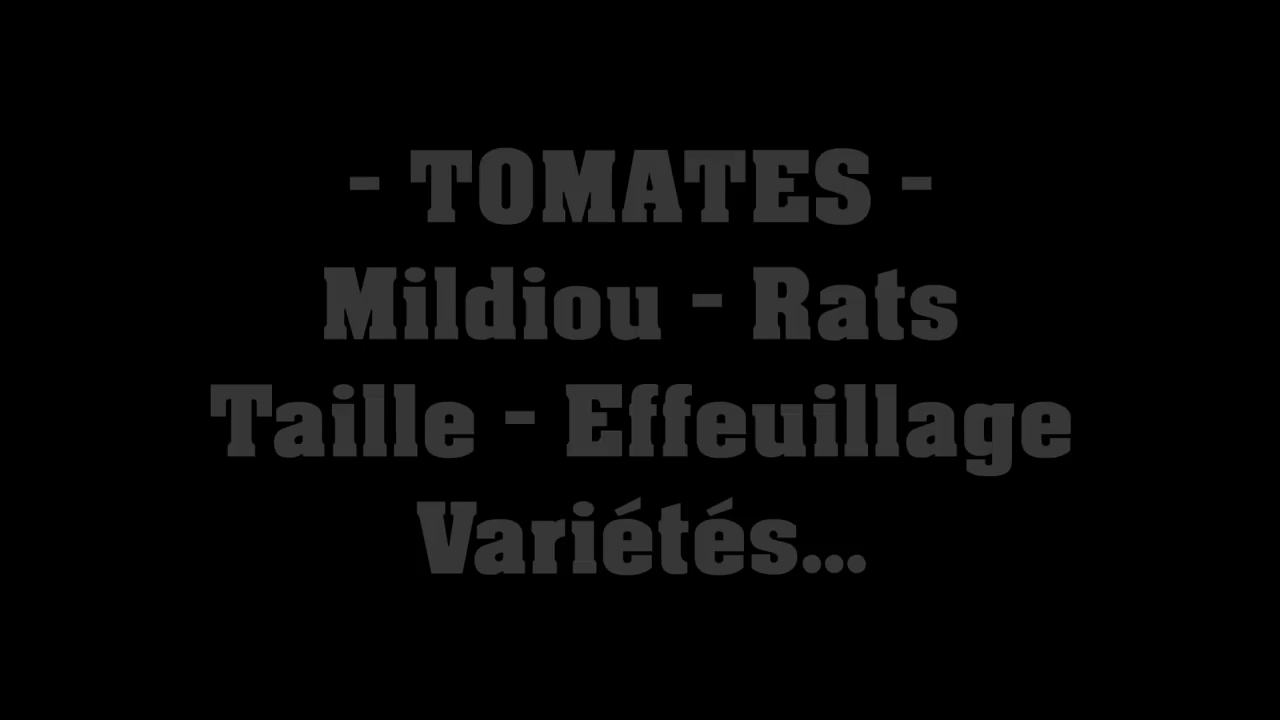 - TOMATES -
Mildiou - Rats
Taille - Effeuillage
Variétés...